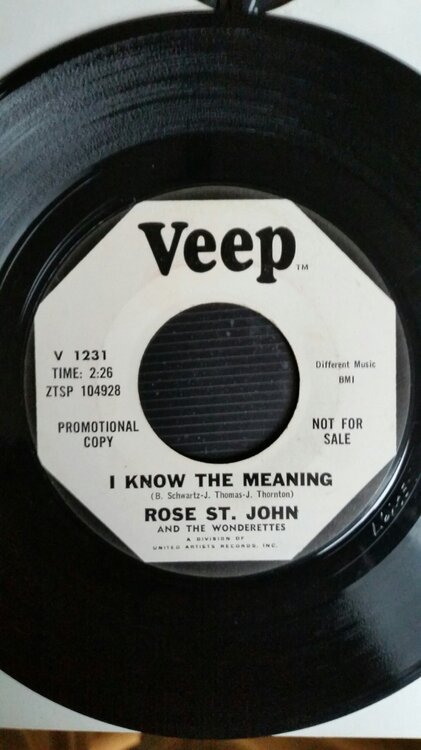 Veep TM
V 1231
TIME: 2:26
ZTSP 104928
Different Music
BMI
PROMOTIONAL
COPY
NOT FOR
SALE
I KNOW THE MEANING
(B. Schwartz-J. Thomas-J. Thornton)
ROSE ST. JOHN
AND THE WONDERETTES
A DIVISION OF
UNITED ARTISTS RECORDS, INC.